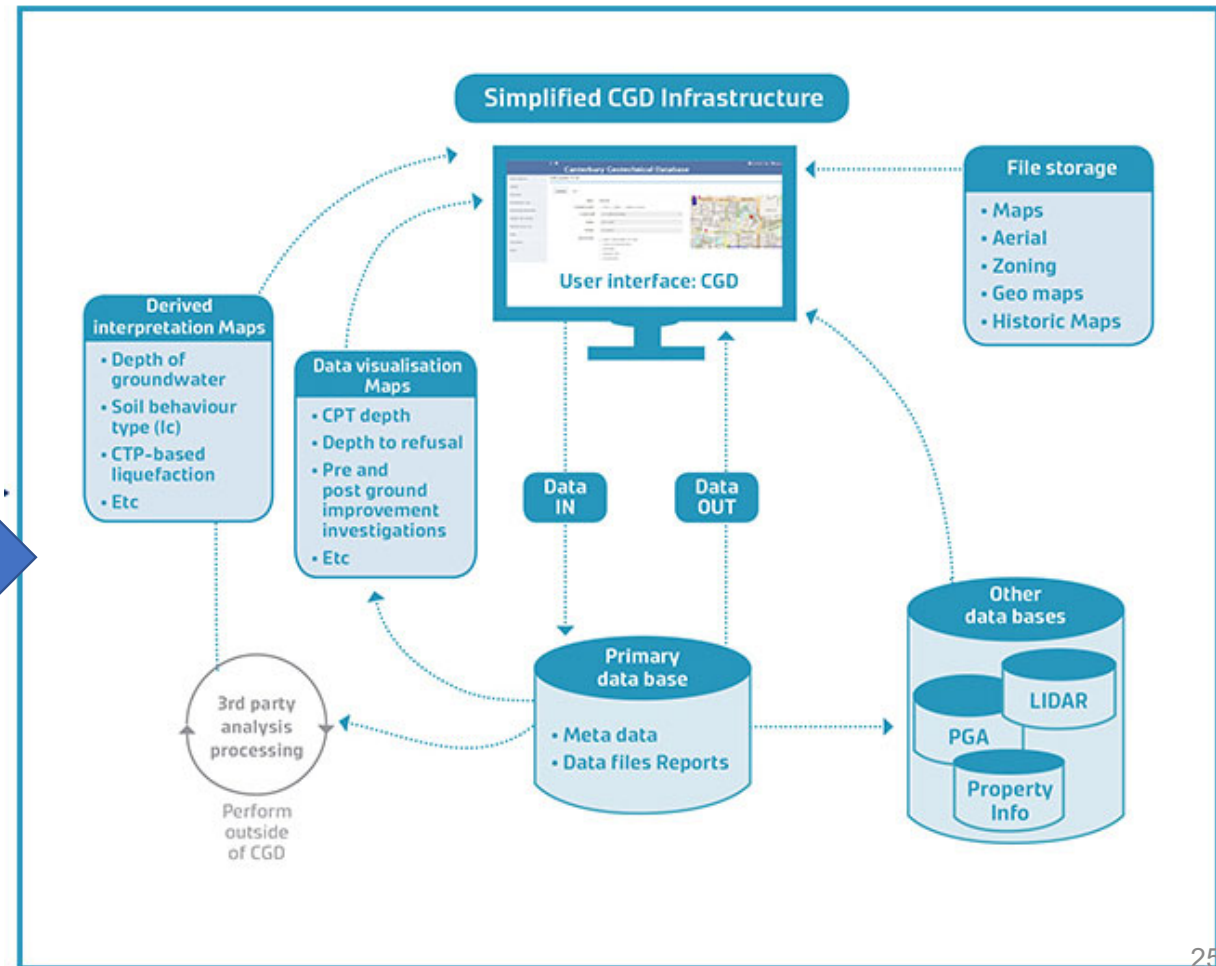 Simplified CGD Infrastructure
Canterbury Geotechnical Database
User interface: CGD
File storage
• Maps
• Aerial
• Zoning
• Geo maps
• Historic Maps
Derived
interpretation Maps
• Depth of
groundwater
• Soil behaviour
type (Ic)
• CTP-based
liquefaction
• Etc
Data visualisation
Maps
• CPT depth
• Depth to refusal
• Pre and
post ground
improvement
investigations
• Etc
Data
IN
Data
OUT
3rd party
analysis
processing
Perform
outside
of CGD
Primary
data base
• Meta data
• Data files Reports
Other
data bases
LIDAR
PGA
Property
Info
25